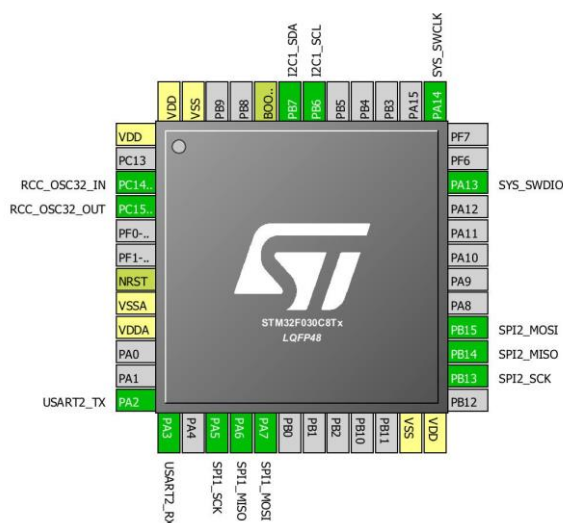 I2C1_SDA
I2C1_SCL
SYS_SWCLK
VDD
VSS
PB9
PB8
BOO..
PB7
PB6
PB5
PB4
PB3
PA15
PA14
VDD
PC13
RCC_OSC32_IN PC14..
RCC_OSC32_OUT PC15..
PF0-..
PF1-..
NRST
VSSA
VDDA
PA0
PA1
USART2_TX PA2
STM32F030C8Tx
LQFP48
PF7
PF6
PA13 SYS_SWDIO
PA12
PA11
PA10
PA9
PA8
PB15 SPI2_MOSI
PB14 SPI2_MISO
PB13 SPI2_SCK
PB12
PA3
PA4
PA5
PA6
PA7
PB0
PB1
PB2
PB10
PB11
VSS
VDD
USART2_RX
SPI1_SCK
SPI1_MISO
SPI1_MOSI